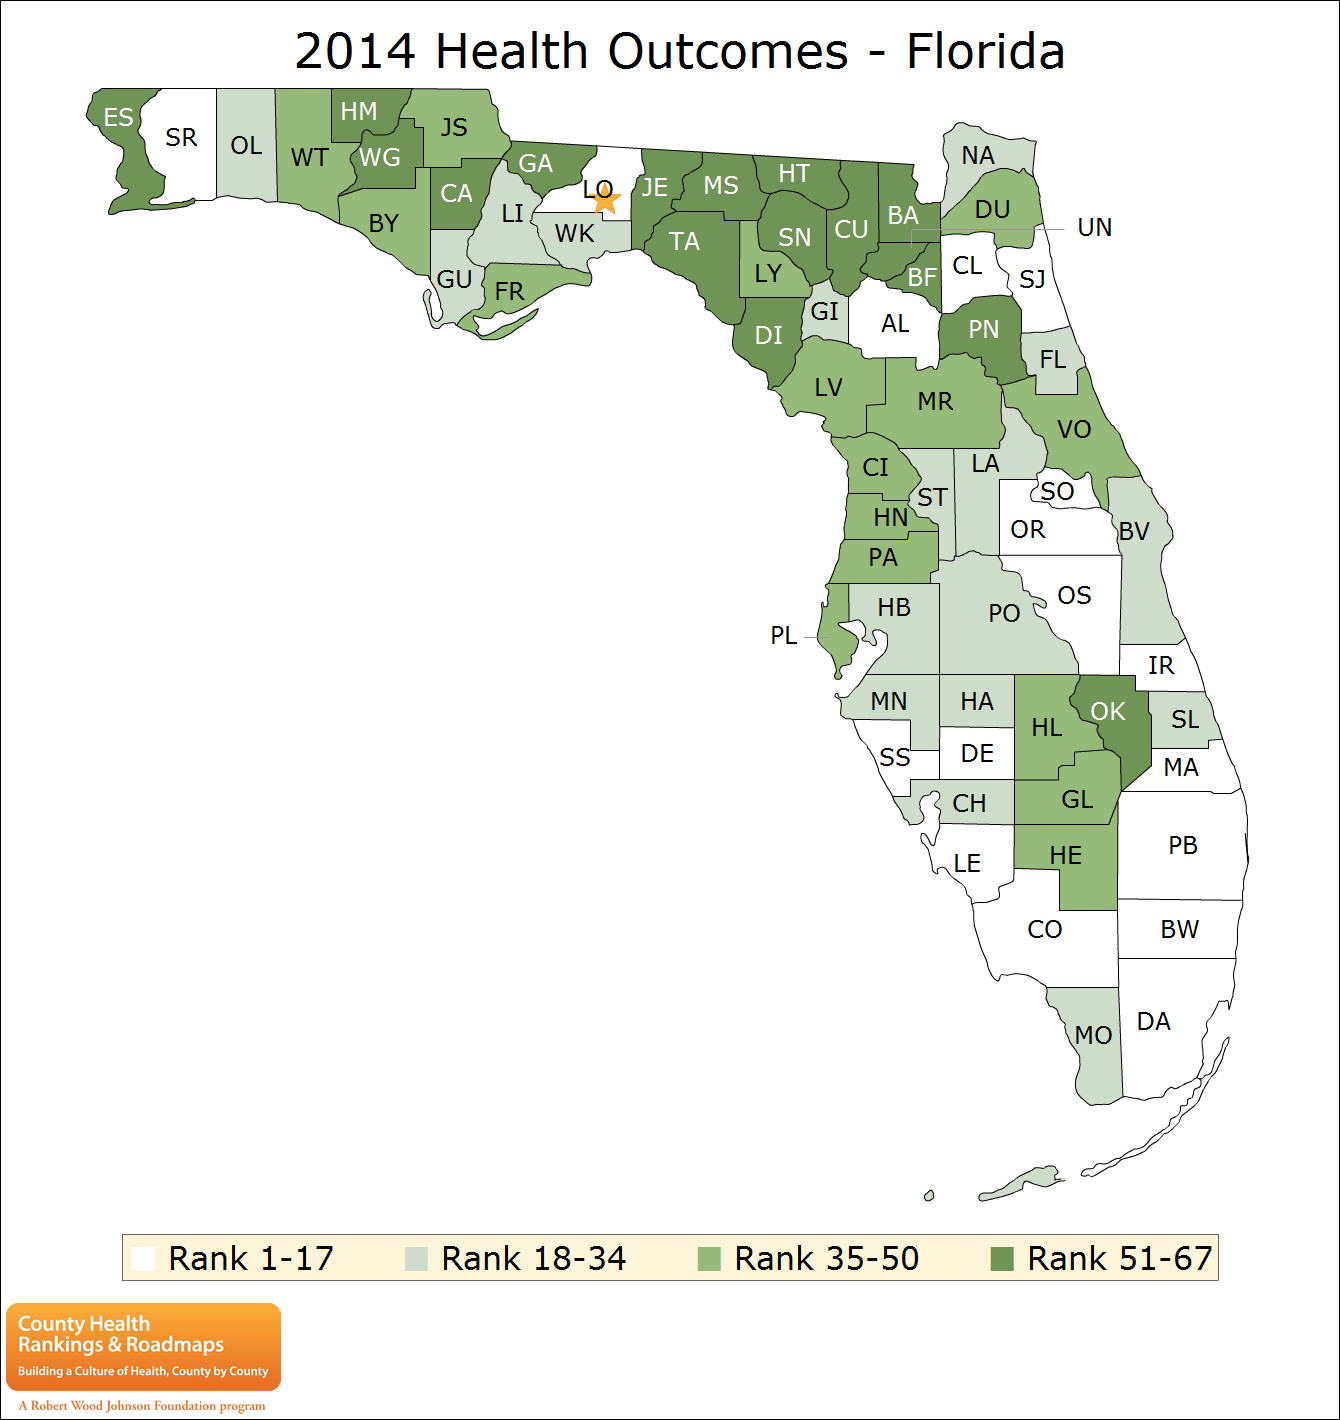 2014 Health Outcomes - Florida
ES
SR
OL
WT
HM
WG
JS
BY
CA
GA
LO
LI
WK
GU
FR
JE
MS
HT
TA
SN
CU
BA
LY
BF
DI
GI
NA
DU
UN
CL
SJ
AL
PN
FL
LV
MR
VO
CI
ST
LA
SO
HN
OR
BV
PA
HB
PO
OS
PL
IR
MN
HA
HL
OK
SL
SS
DE
MA
CH
GL
LE
HE
PB
CO
BW
MO
DA
Rank 1-17
Rank 18-34
Rank 35-50
Rank 51-67
County Health
Rankings & Roadmaps
Building a Culture of Health, County by County
A Robert Wood Johnson Foundation program